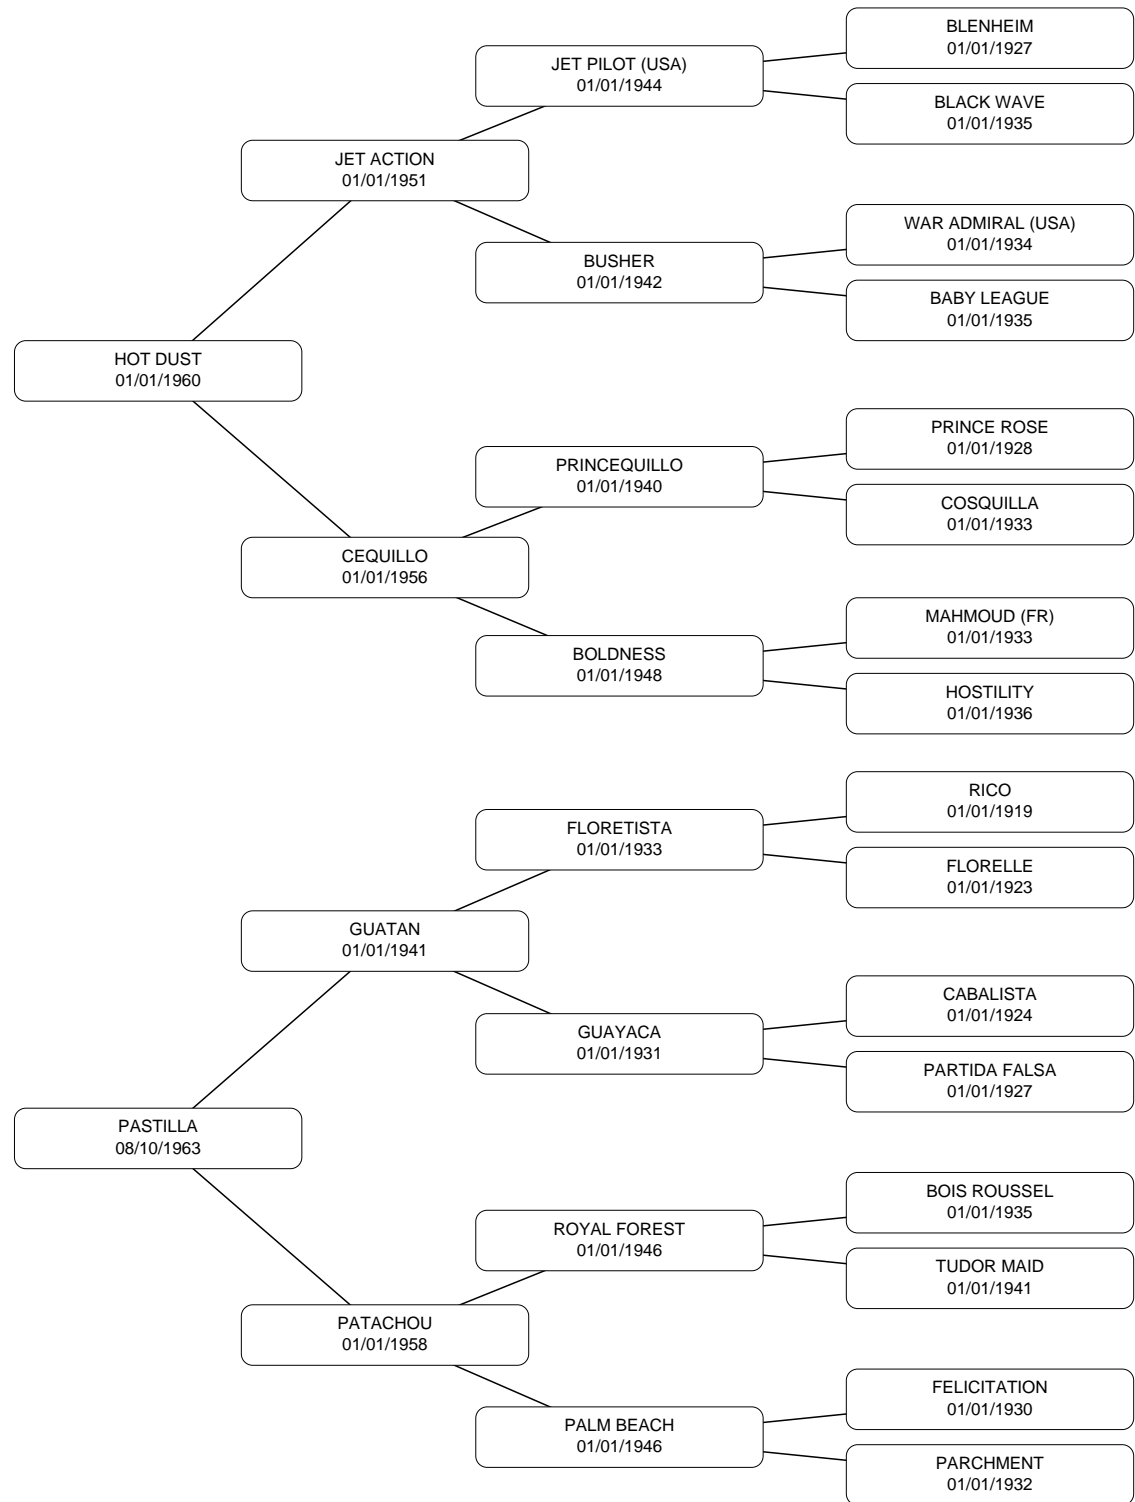 BLENHEIM
01/01/1927
JET PILOT (USA)
01/01/1944
BLACK WAVE
01/01/1935
JET ACTION
01/01/1951
WAR ADMIRAL (USA)
01/01/1934
BUSHER
01/01/1942
BABY LEAGUE
01/01/1935
HOT DUST
01/01/1960
PRINCE ROSE
01/01/1928
PRINCEQUILLO
01/01/1940
COSQUILLA
01/01/1933
CEQUILLO
01/01/1956
MAHMOUD (FR)
01/01/1933
BOLDNESS
01/01/1948
HOSTILITY
01/01/1936
RICO
01/01/1919
FLORETISTA
01/01/1933
FLORELLE
01/01/1923
GUATAN
01/01/1941
CABALISTA
01/01/1924
GUAYACA
01/01/1931
PARTIDA FALSA
01/01/1927
PASTILLA
08/10/1963
BOIS ROUSSEL
01/01/1935
ROYAL FOREST
01/01/1946
TUDOR MAID
01/01/1941
PATACHOU
01/01/1958
FELICITATION
01/01/1930
PALM BEACH
01/01/1946
PARCHMENT
01/01/1932